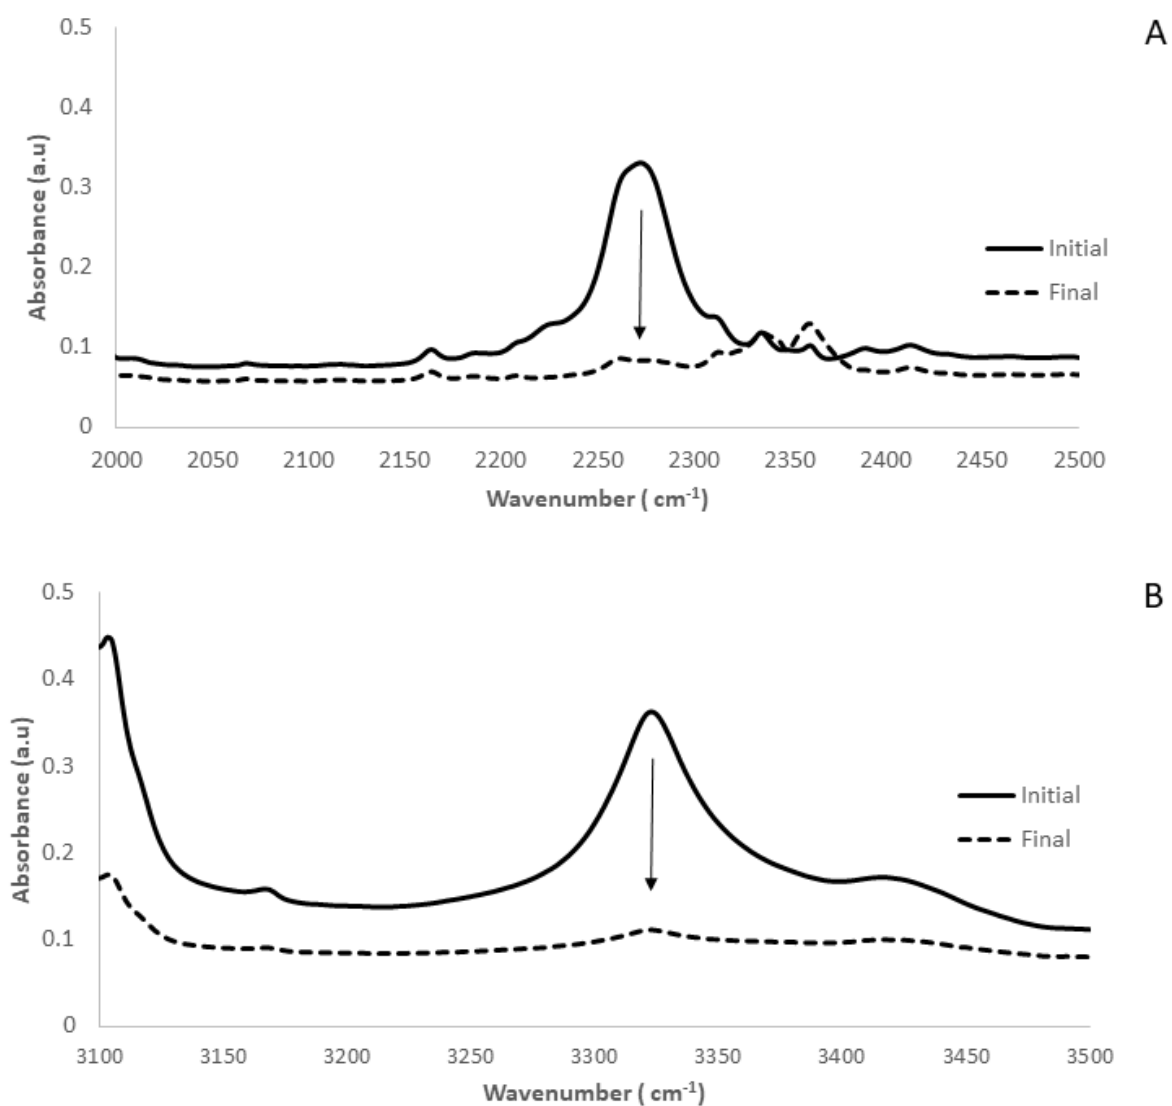 A
0.5
0.4
0.3
0.2
0.1
0
Absorbance (a.u)
Initial
Final
2000 2050 2100 2150 2200 2250 2300 2350 2400 2450 2500
Wavenumber ( cm-1)
B
0.5
0.4
0.3
0.2
0.1
0
Absorbance (a.u)
Initial
Final
3100 3150 3200 3250 3300 3350 3400 3450 3500
Wavenumber ( cm-1)